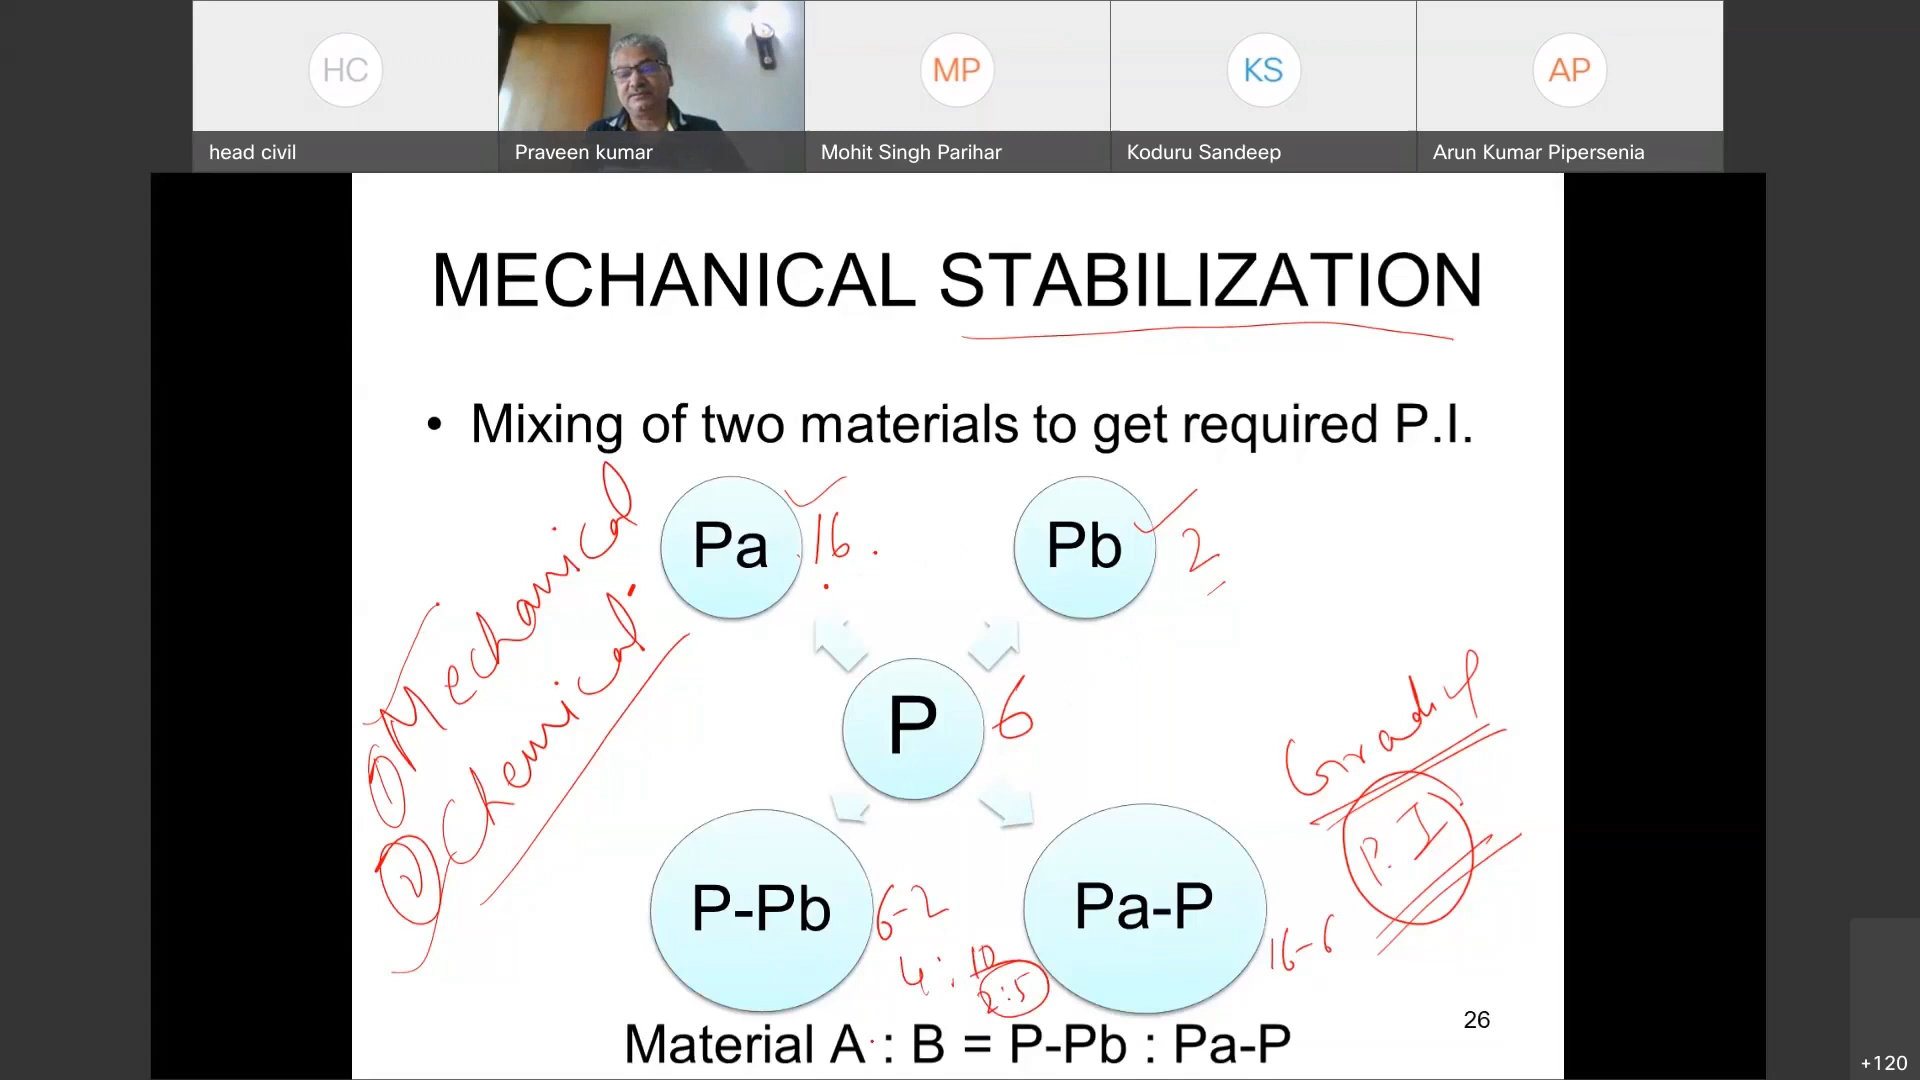 HC
MP
KS
AP
head civil
Praveen kumar
Mohit Singh Parihar
Koduru Sandeep
Arun Kumar Pipersenia
MECHANICAL STABILIZATION
• Mixing of two materials to get required P.I.
Pa
16
Pb
2
① Mechanical
② Chemical
P
6
P.I
P-Pb
6-2
4:10
2:5
Pa-P
16-6
26
Material A : B = P-Pb : Pa-P
+120